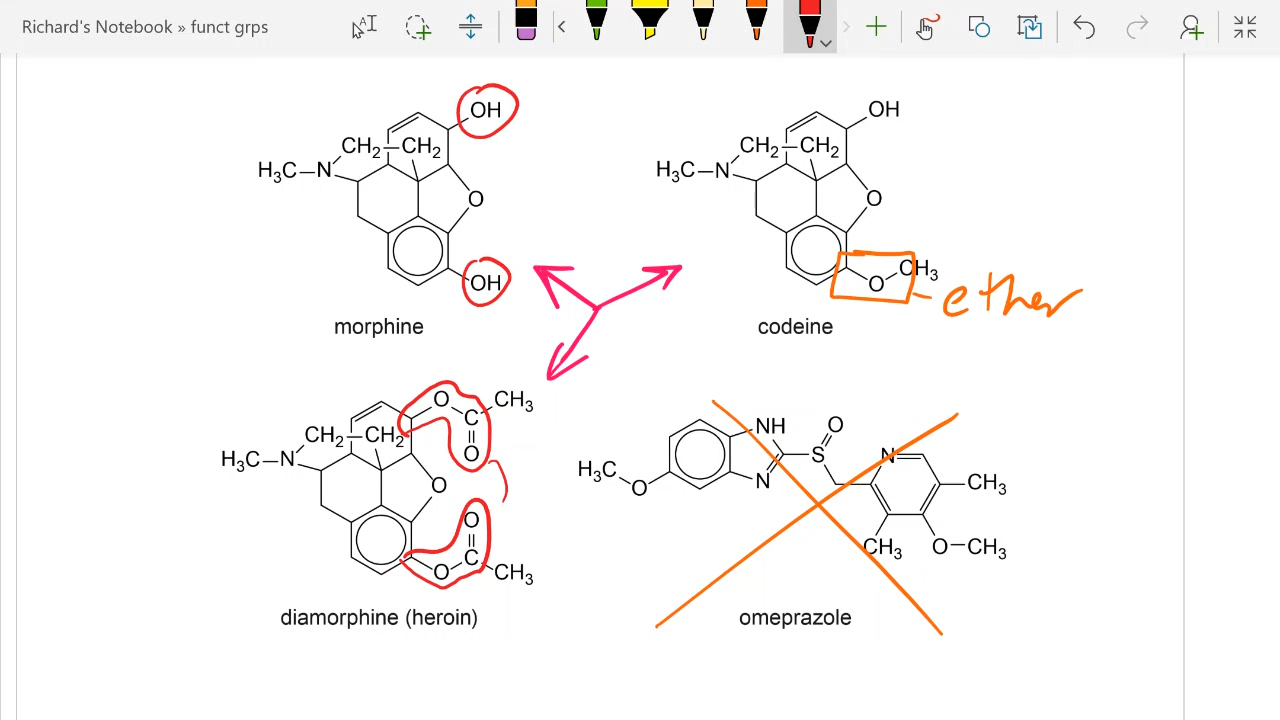 Richard's Notebook » funct grps
OH
CH2 CH2
H3C N
O
OH
morphine
OH
CH2 CH2
H3C N
O
CH3
O
ether
codeine
O CH3
C
CH2 CH2
O
H3C N
O
O
C
O CH3
diamorphine (heroin)
O
NH
S N
H3C
O N CH3
CH3 O CH3
omeprazole